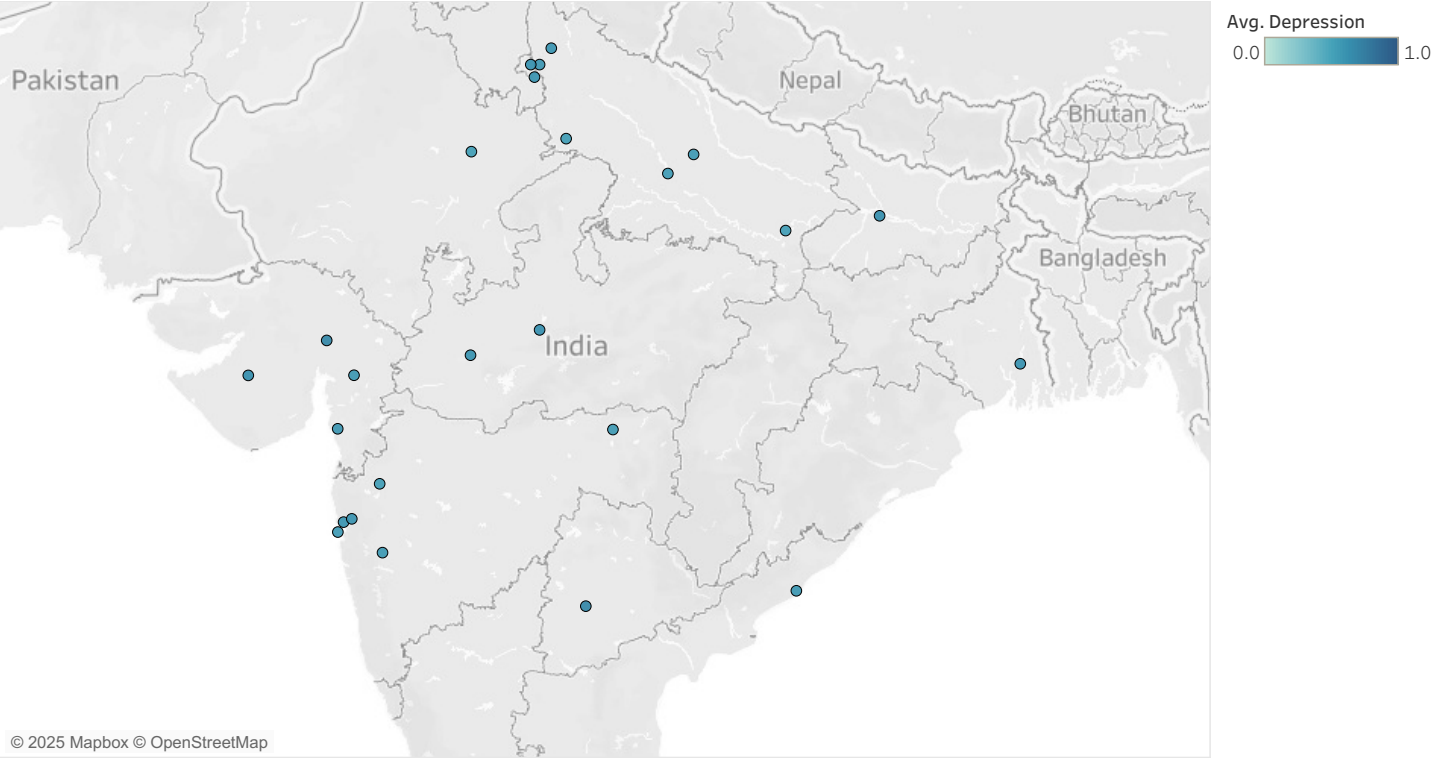 Avg. Depression
0.0 1.0
Pakistan
Nepal
Bhutan
Bangladesh
India
© 2025 Mapbox © OpenStreetMap